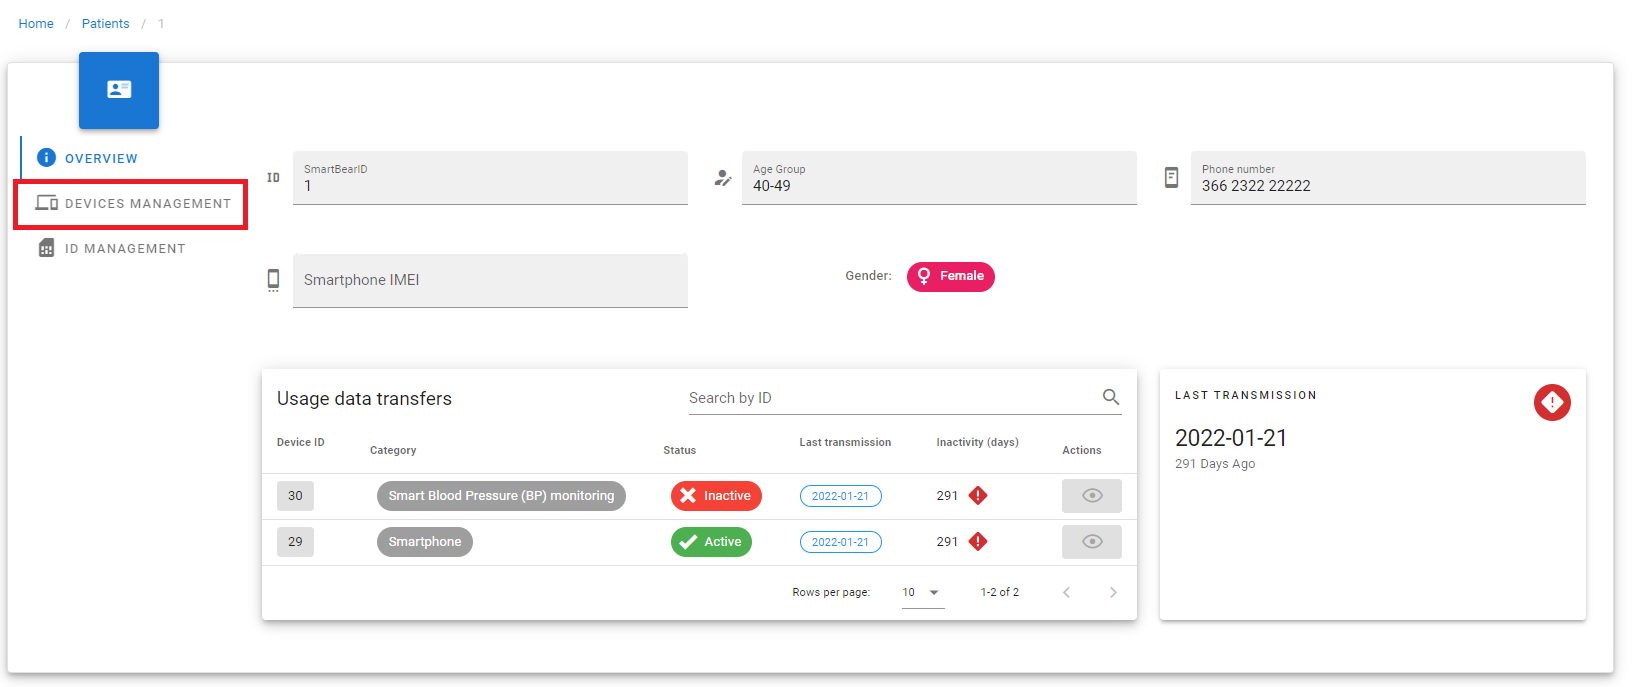 Home / Patients / 1
OVERVIEW
DEVICES MANAGEMENT
ID MANAGEMENT
ID
SmartBearID
1
Age Group
40-49
Phone number
366 2322 22222
Smartphone IMEI
Gender: Female
Usage data transfers
Search by ID
Device ID Category Status Last transmission Inactivity (days) Actions
30 Smart Blood Pressure (BP) monitoring Inactive 2022-01-21 291
29 Smartphone Active 2022-01-21 291
Rows per page: 10 1-2 of 2
LAST TRANSMISSION
2022-01-21
291 Days Ago